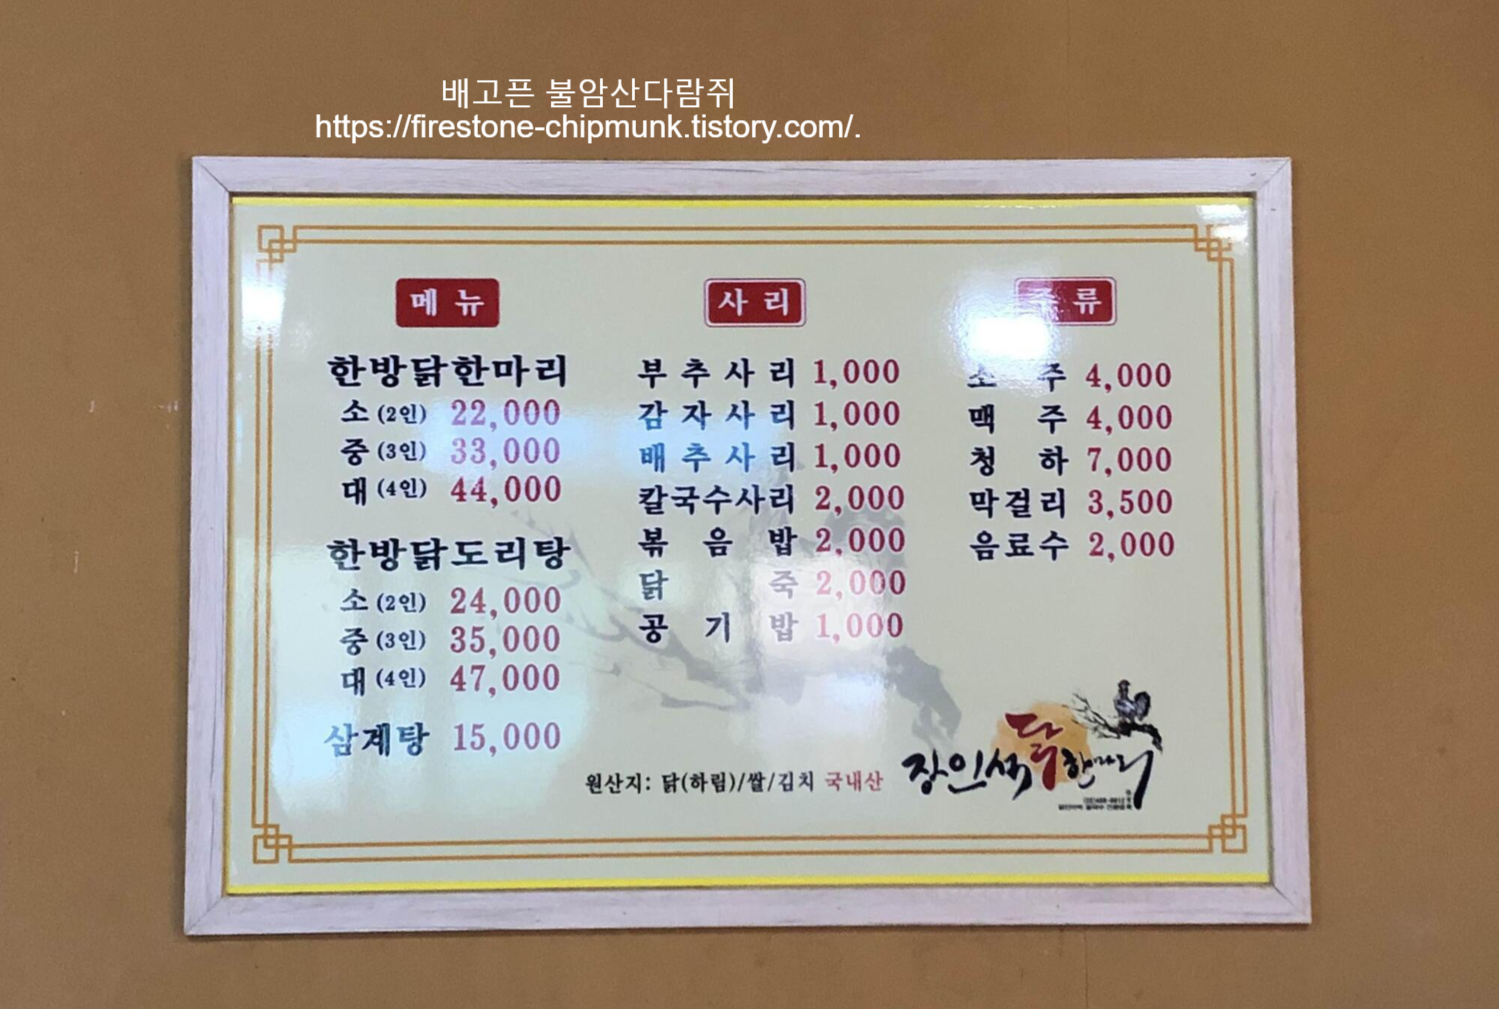 배고픈 불암산다람쥐
https://firestone-chipmunk.tistory.com/.
메뉴
한방닭한마리
소 (2인) 22,000
중 (3인) 33,000
대 (4인) 44,000
한방닭도리탕
소 (2인) 24,000
중 (3인) 35,000
대 (4인) 47,000
삼계탕 15,000
사리
부추사리 1,000
감자사리 1,000
배추사리 1,000
칼국수사리 2,000
볶음밥 2,000
닭죽 2,000
공기밥 1,000
주류
소주 4,000
맥주 4,000
청하 7,000
막걸리 3,500
음료수 2,000
원산지: 닭(하림)/쌀/김치 국내산
장인색 닭한마리